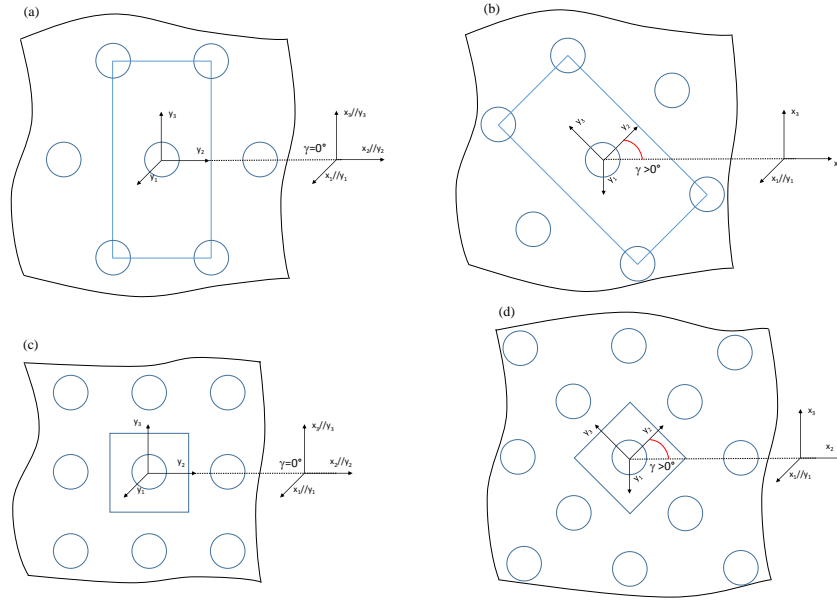 (a)
y₃
y₂
y₁
γ=0°
x₃//y₃
x₂//y₂
x₁//y₁
(b)
y₃
y₂
y₁
γ >0°
x₃
x
x₁//y₁
(c)
y₃
y₂
y₁
γ=0°
x₃//y₃
x₂//y₂
x₁//y₁
(d)
y₃
y₂
y₁
γ >0°
x₃
x₂
x₁//y₁